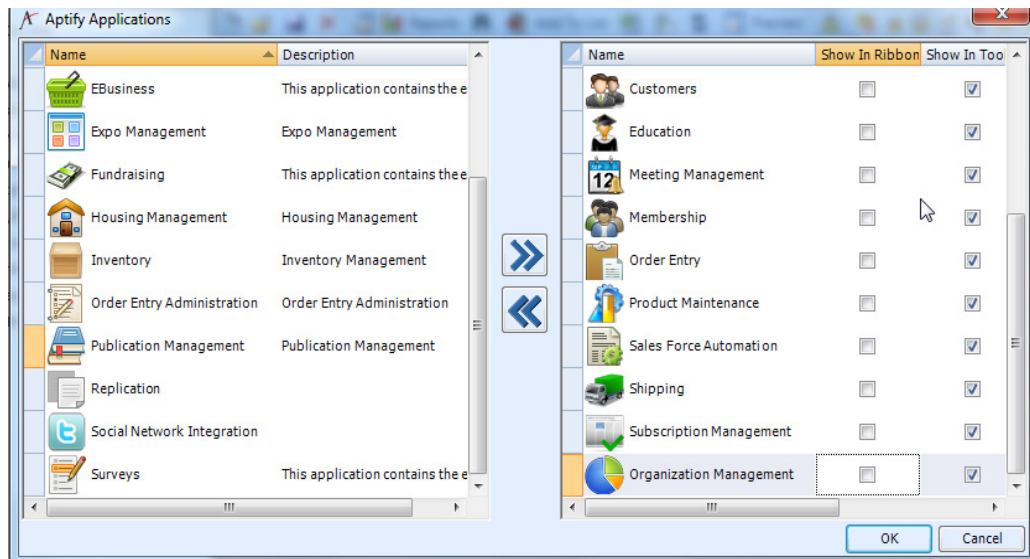 Aptify Applications
Name Description
EBusiness This application contains the e
Expo Management Expo Management
Fundraising This application contains the e
Housing Management Housing Management
Inventory Inventory Management
Order Entry Administration Order Entry Administration
Publication Management Publication Management
Replication
Social Network Integration
Surveys This application contains the e
Name Show In Ribbon Show In Too
Customers
Education
12 Meeting Management
Membership
Order Entry
Product Maintenance
Sales Force Automation
Shipping
Subscription Management
Organization Management
OK Cancel